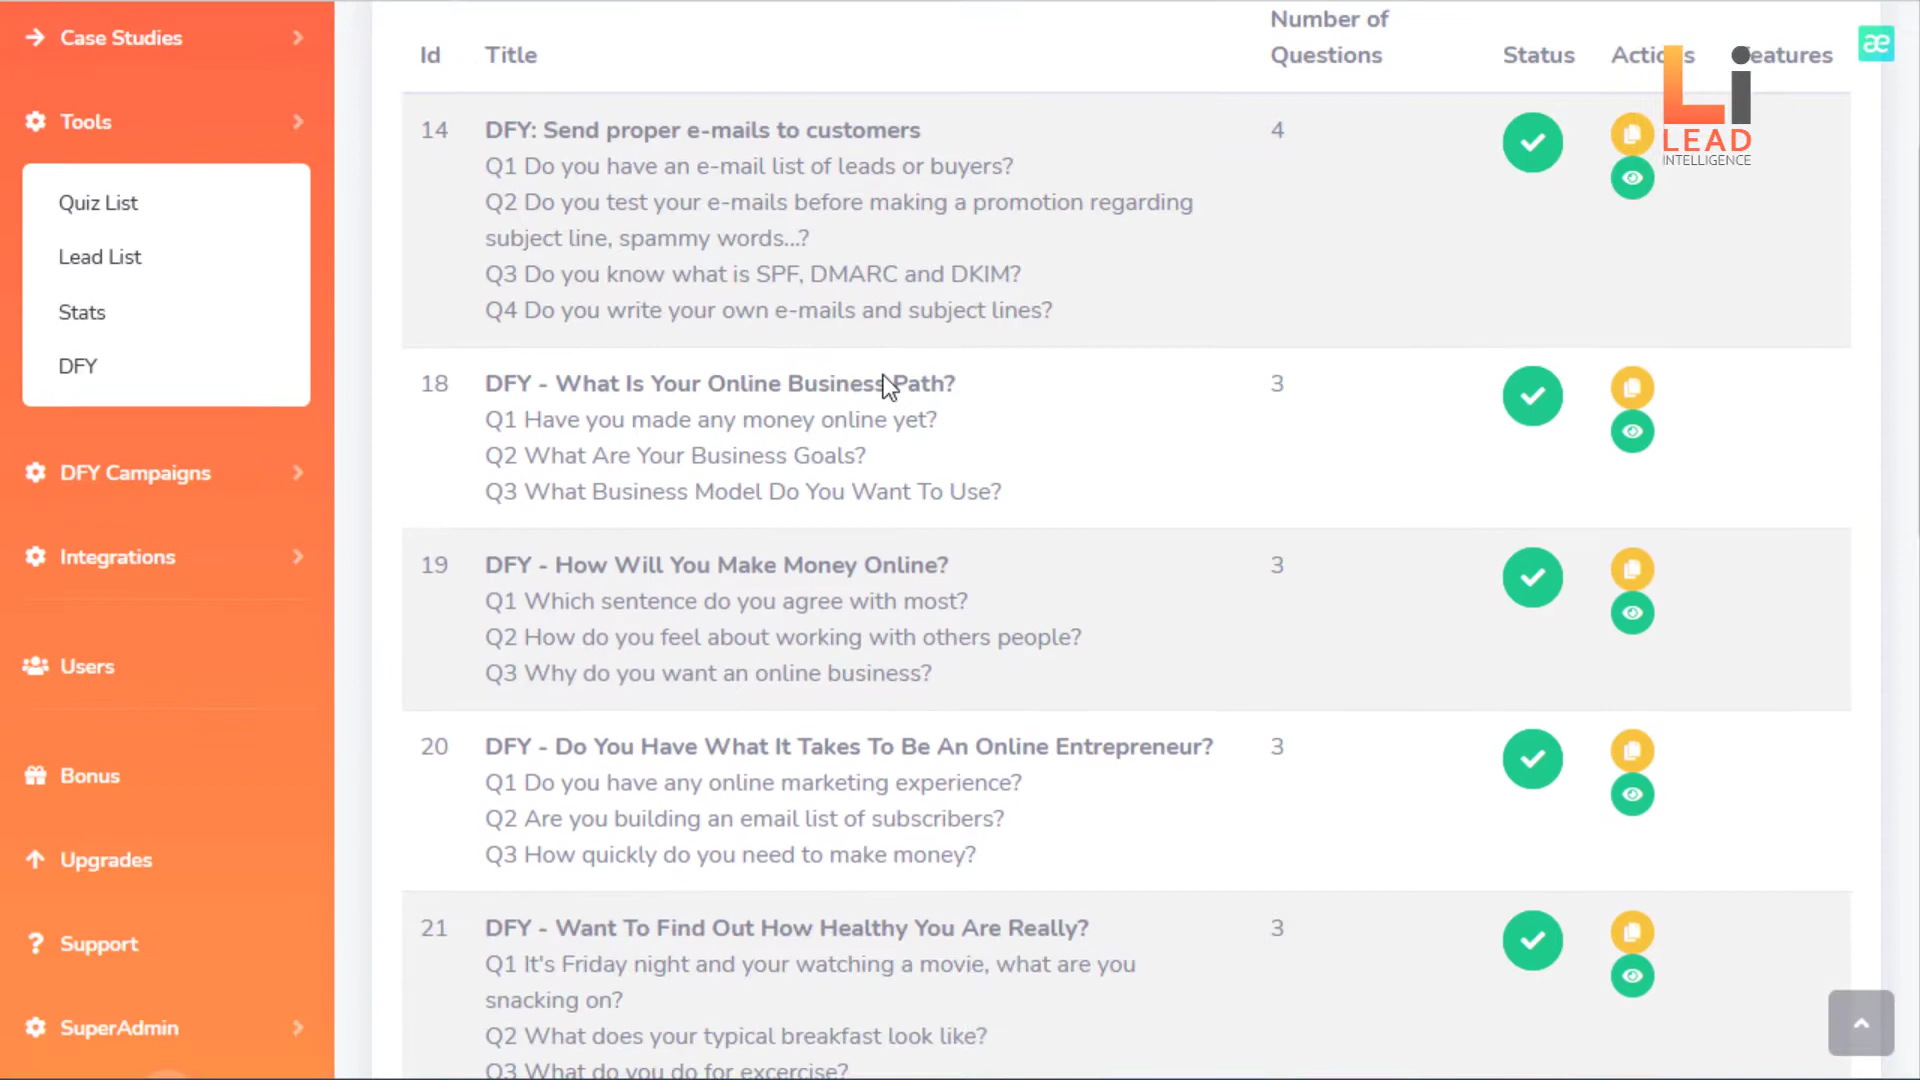 Case Studies
Tools
Quiz List
Lead List
Stats
DFY
DFY Campaigns
Integrations
Users
Bonus
Upgrades
Support
SuperAdmin
Id
Title
Number of
Questions
Status
Features
LEAD
INTELLIGENCE
æ
14
DFY: Send proper e-mails to customers
4
Q1 Do you have an e-mail list of leads or buyers?
Q2 Do you test your e-mails before making a promotion regarding
subject line, spammy words...?
Q3 Do you know what is SPF, DMARC and DKIM?
Q4 Do you write your own e-mails and subject lines?
18
DFY - What Is Your Online Business Path?
3
Q1 Have you made any money online yet?
Q2 What Are Your Business Goals?
Q3 What Business Model Do You Want To Use?
19
DFY - How Will You Make Money Online?
3
Q1 Which sentence do you agree with most?
Q2 How do you feel about working with others people?
Q3 Why do you want an online business?
20
DFY - Do You Have What It Takes To Be An Online Entrepreneur?
3
Q1 Do you have any online marketing experience?
Q2 Are you building an email list of subscribers?
Q3 How quickly do you need to make money?
21
DFY - Want To Find Out How Healthy You Are Really?
3
Q1 It's Friday night and your watching a movie, what are you
snacking on?
Q2 What does your typical breakfast look like?
Q3 What do you do for excercise?